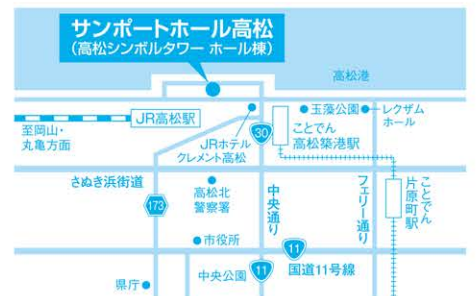 サンポートホール高松
(高松シンボルタワー ホール棟)
高松港
玉藻公園
レクザム
ホール
至岡山・
丸亀方面
JR高松駅
JRホテル
クレメント高松
30
ことでん
高松築港駅
さぬき浜街道
173
高松北
警察署
中央通り
フェリー通り
ことでん
片原町駅
市役所
11
国道11号線
県庁
中央公園
11